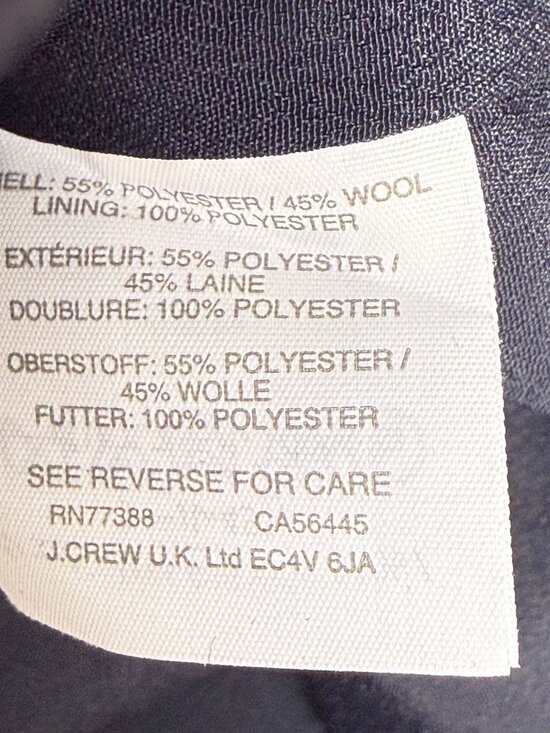 ELL: 55% POLYESTER / 45% WOOL
LINING: 100% POLYESTER
EXTÉRIEUR: 55% POLYESTER /
45% LAINE
DOUBLURE: 100% POLYESTER
OBERSTOFF: 55% POLYESTER /
45% WOLLE
FUTTER: 100% POLYESTER
SEE REVERSE FOR CARE
RN77388 CA56445
J.CREW U.K. Ltd EC4V 6JA